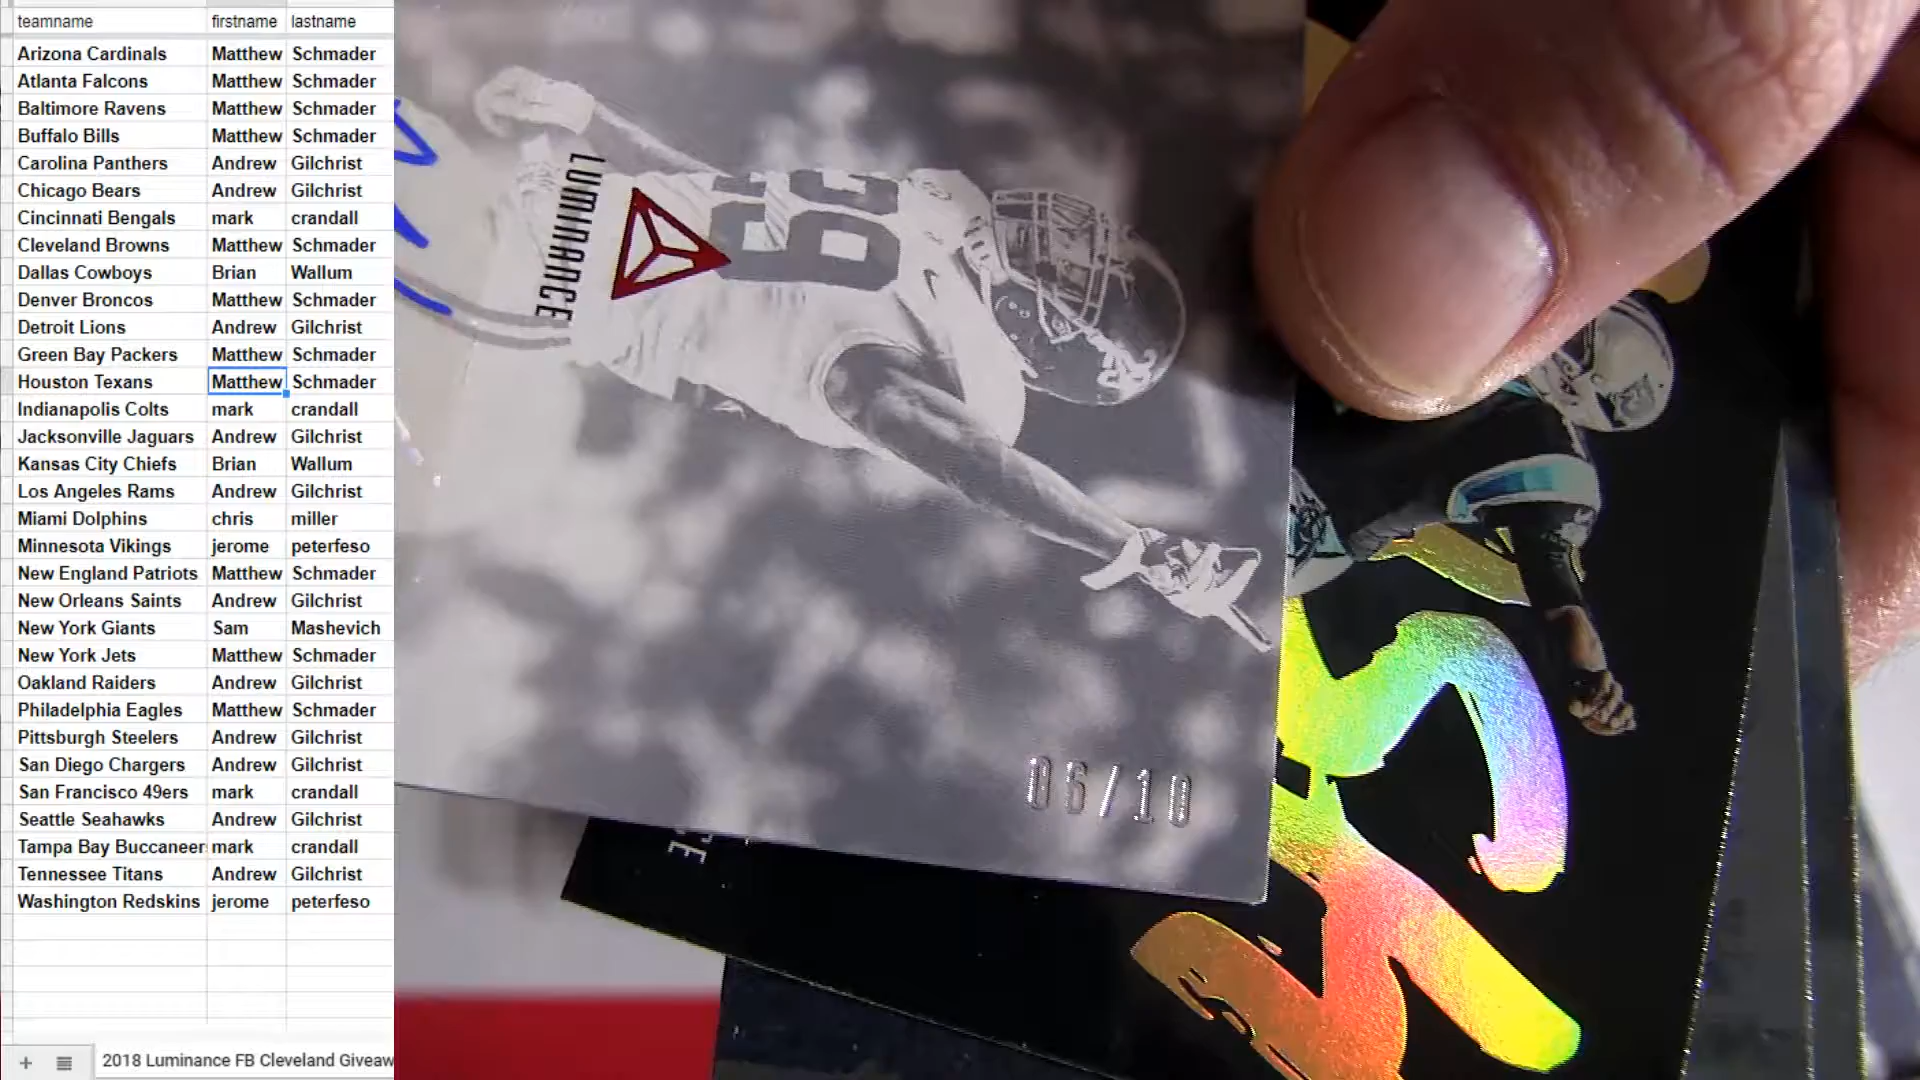 teamname firstname lastname
Arizona Cardinals Matthew Schmader
Atlanta Falcons Matthew Schmader
Baltimore Ravens Matthew Schmader
Buffalo Bills Matthew Schmader
Carolina Panthers Andrew Gilchrist
Chicago Bears Andrew Gilchrist
Cincinnati Bengals mark crandall
Cleveland Browns Matthew Schmader
Dallas Cowboys Brian Wallum
Denver Broncos Matthew Schmader
Detroit Lions Andrew Gilchrist
Green Bay Packers Matthew Schmader
Houston Texans Matthew Schmader
Indianapolis Colts mark crandall
Jacksonville Jaguars Andrew Gilchrist
Kansas City Chiefs Brian Wallum
Los Angeles Rams Andrew Gilchrist
Miami Dolphins chris miller
Minnesota Vikings jerome peterfeso
New England Patriots Matthew Schmader
New Orleans Saints Andrew Gilchrist
New York Giants Sam Mashevich
New York Jets Matthew Schmader
Oakland Raiders Andrew Gilchrist
Philadelphia Eagles Matthew Schmader
Pittsburgh Steelers Andrew Gilchrist
San Diego Chargers Andrew Gilchrist
San Francisco 49ers mark crandall
Seattle Seahawks Andrew Gilchrist
Tampa Bay Buccaneer mark crandall
Tennessee Titans Andrew Gilchrist
Washington Redskins jerome peterfeso
2018 Luminance FB Cleveland Giveaw
LUMINANCE
06/10
CE